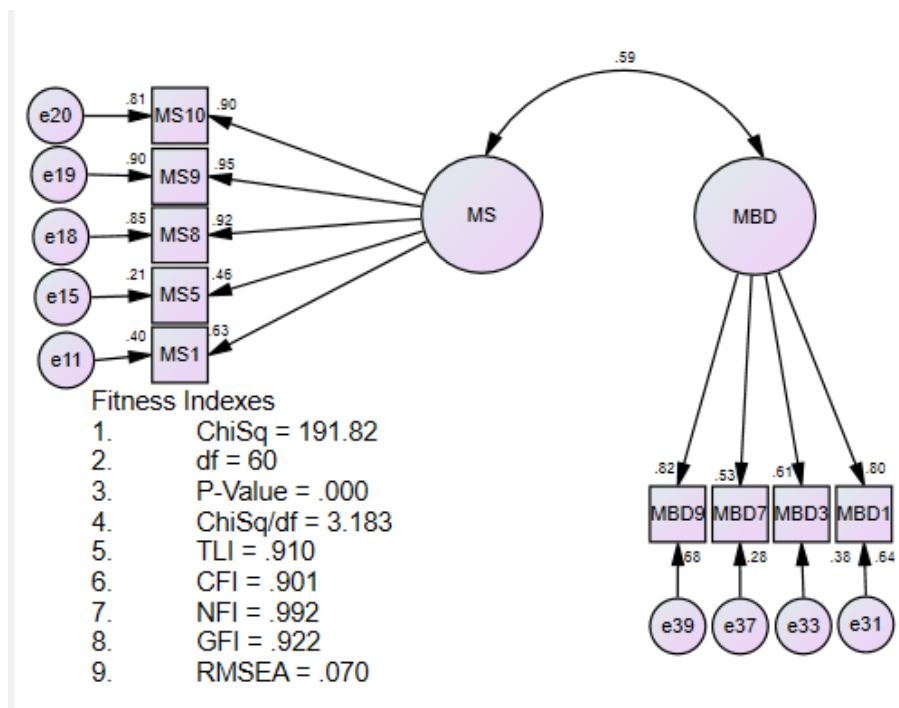 .59
e20 .81 MS10 .90
e19 .90 MS9 .95
e18 .85 MS8 .92
e15 .21 MS5 .46
e11 .40 MS1 .63
MS
MBD
Fitness Indexes
1. ChiSq = 191.82
2. df = 60
3. P-Value = .000
4. ChiSq/df = 3.183
5. TLI = .910
6. CFI = .901
7. NFI = .992
8. GFI = .922
9. RMSEA = .070
.82 .53 .61 .80
MBD9 MBD7 MBD3 MBD1
.68 .28 .38 .64
e39 e37 e33 e31